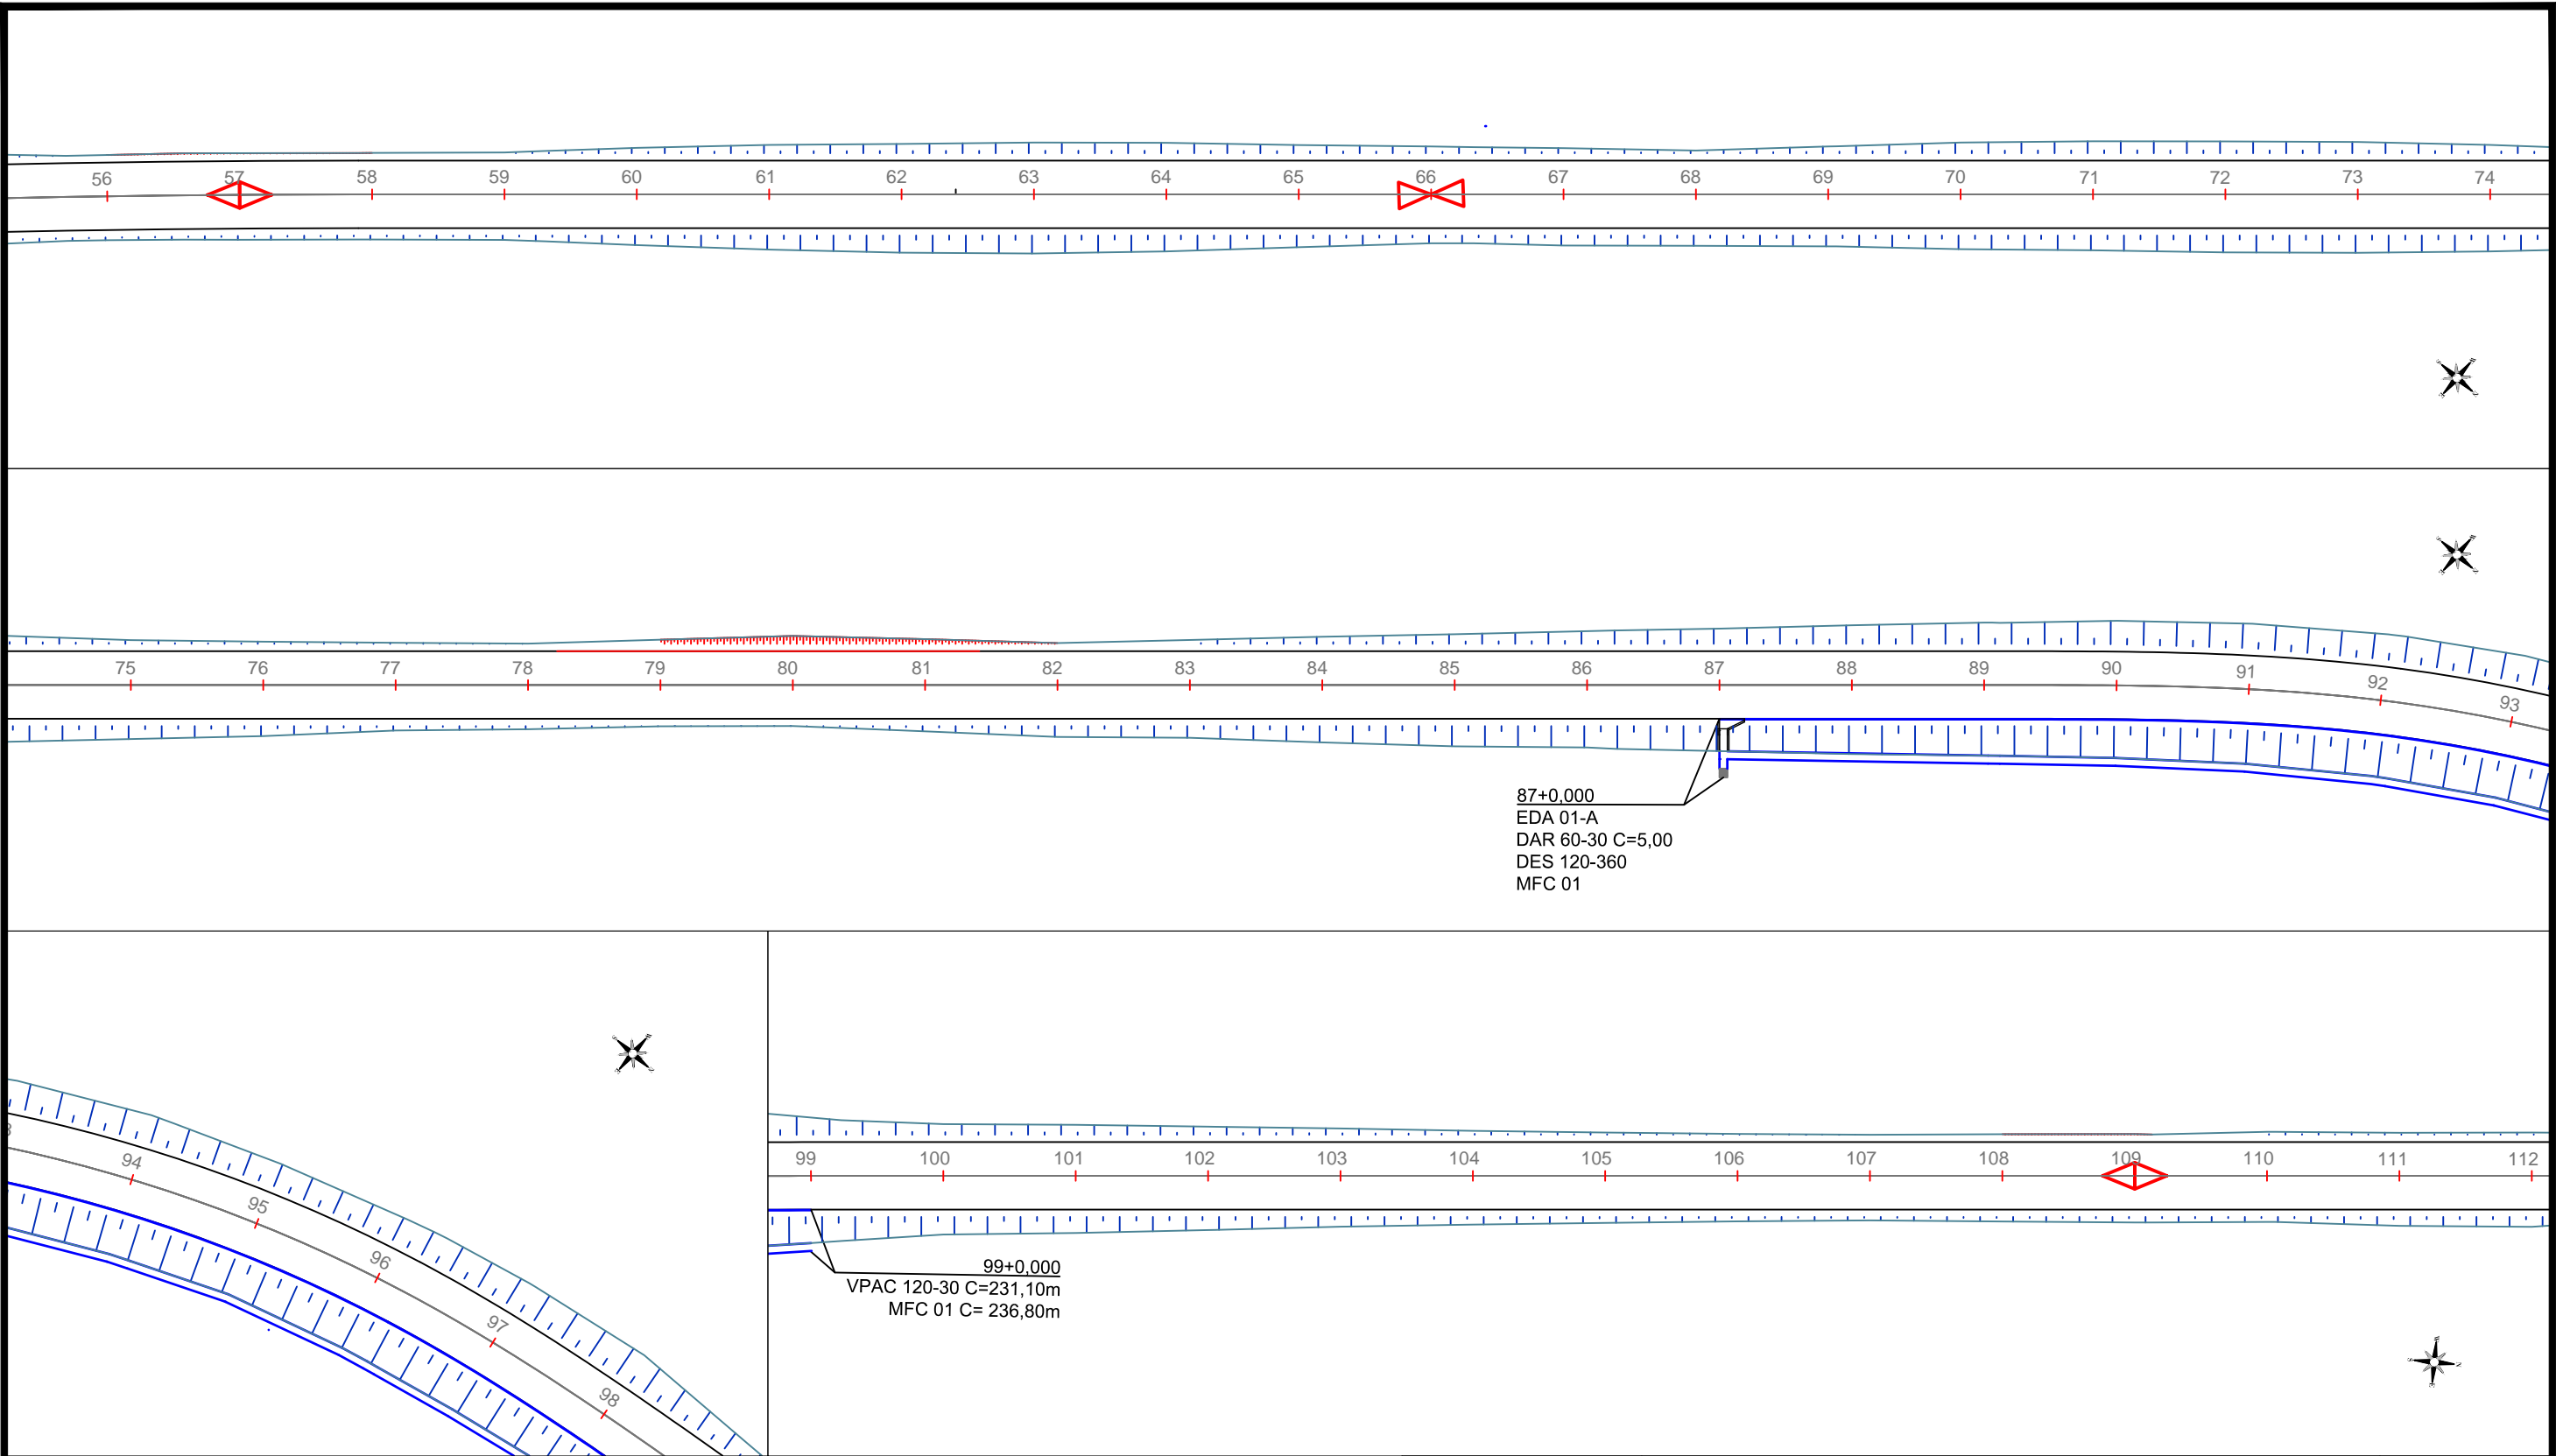 56 57 58 59 60 61 62 63 64 65 66 67 68 69 70 71 72 73 74
75 76 77 78 79 80 81 82 83 84 85 86 87 88 89 90 91 92 93
87+0,000
EDA 01-A
DAR 60-30 C=5,00
DES 120-360
MFC 01
94
95
96
97
98
99 100 101 102 103 104 105 106 107 108 109 110 111 112
99+0,000
VPAC 120-30 C=231,10m
MFC 01 C= 236,80m